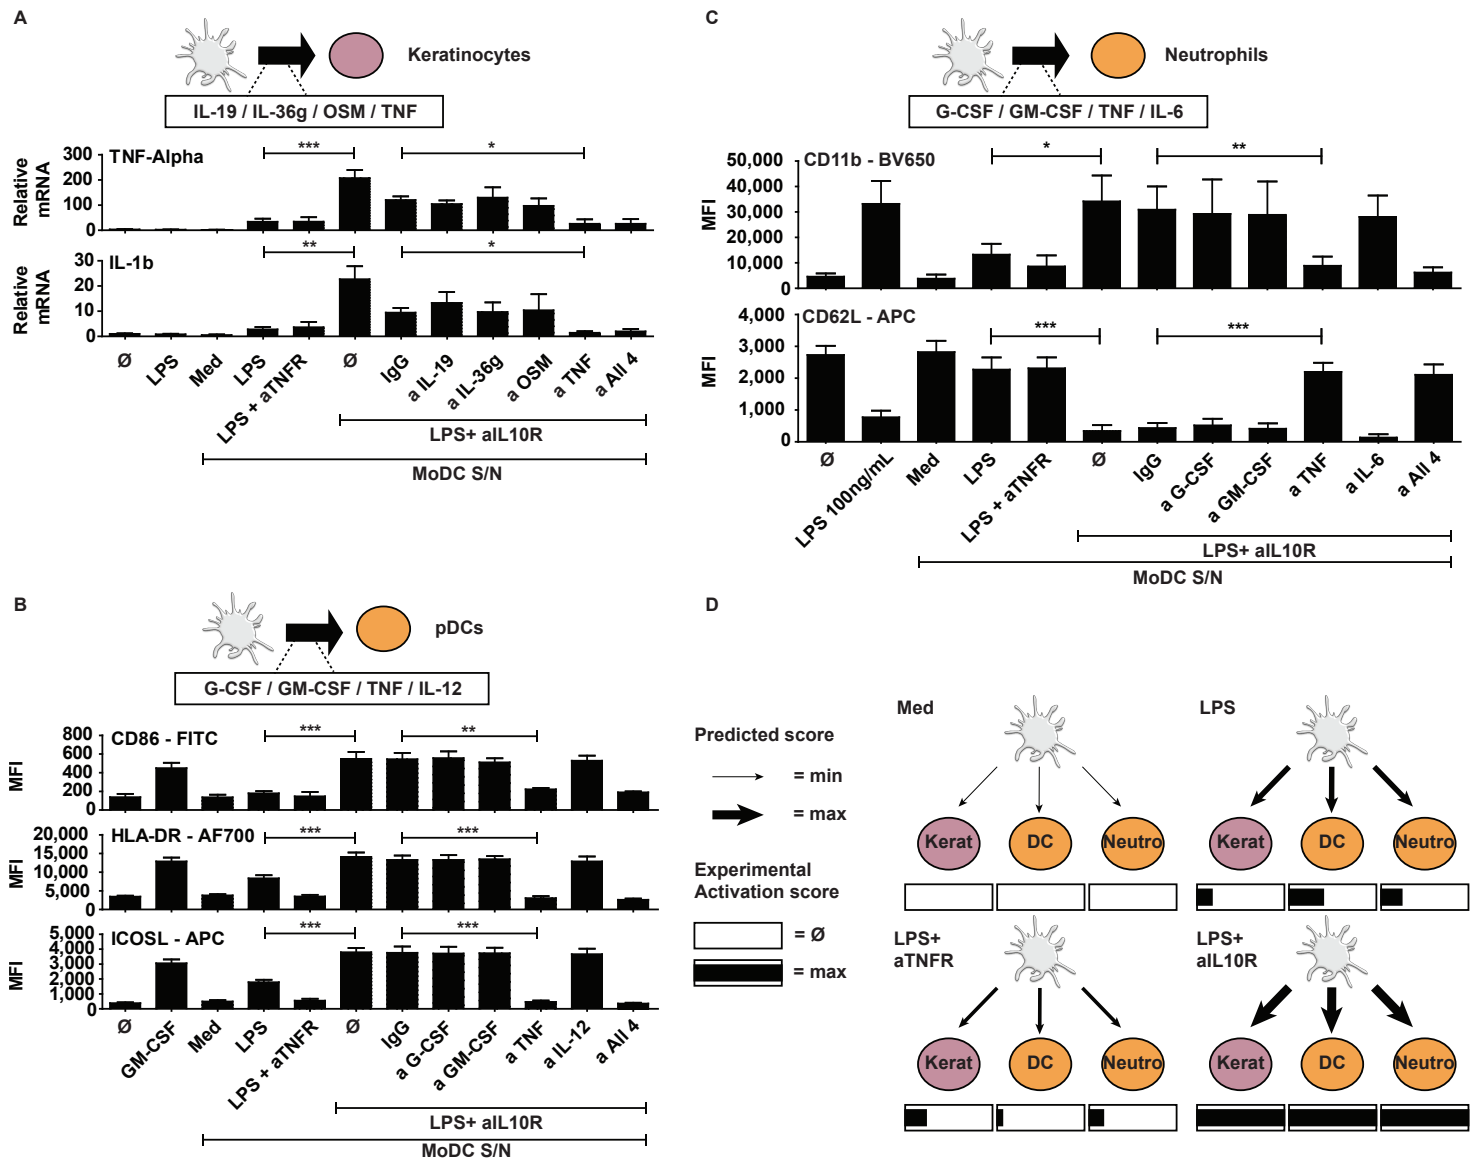 A
Keratinocytes
IL-19 / IL-36g / OSM / TNF
TNF-Alpha
Relative
mRNA
300
200
100
0
***
*
IL-1b
Relative
mRNA
30
20
10
0
**
*
Ø
LPS
Med
LPS
LPS + aTNFR
Ø
IgG
a IL-19
a IL-36g
a OSM
a TNF
a All 4
LPS+ aIL10R
MoDC S/N
B
pDCs
G-CSF / GM-CSF / TNF / IL-12
CD86 - FITC
MFI
800
600
400
200
0
***
**
HLA-DR - AF700
MFI
20,000
15,000
10,000
5,000
0
***
***
ICOSL - APC
MFI
5,000
4,000
3,000
2,000
1,000
0
***
***
Ø
GM-CSF
Med
LPS
LPS + aTNFR
Ø
IgG
a G-CSF
a GM-CSF
a TNF
a IL-12
a All 4
LPS+ aIL10R
MoDC S/N
C
Neutrophils
G-CSF / GM-CSF / TNF / IL-6
CD11b - BV650
MFI
50,000
40,000
30,000
20,000
10,000
0
*
**
CD62L - APC
MFI
4,000
3,000
2,000
1,000
0
***
***
Ø
LPS 100ng/mL
Med
LPS
LPS + aTNFR
Ø
IgG
a G-CSF
a GM-CSF
a TNF
a IL-6
a All 4
LPS+ aIL10R
MoDC S/N
D
Predicted score
= min
= max
Experimental
Activation score
= Ø
= max
Med
Kerat
DC
Neutro
LPS
Kerat
DC
Neutro
LPS+
aTNFR
Kerat
DC
Neutro
LPS+
aIL10R
Kerat
DC
Neutro